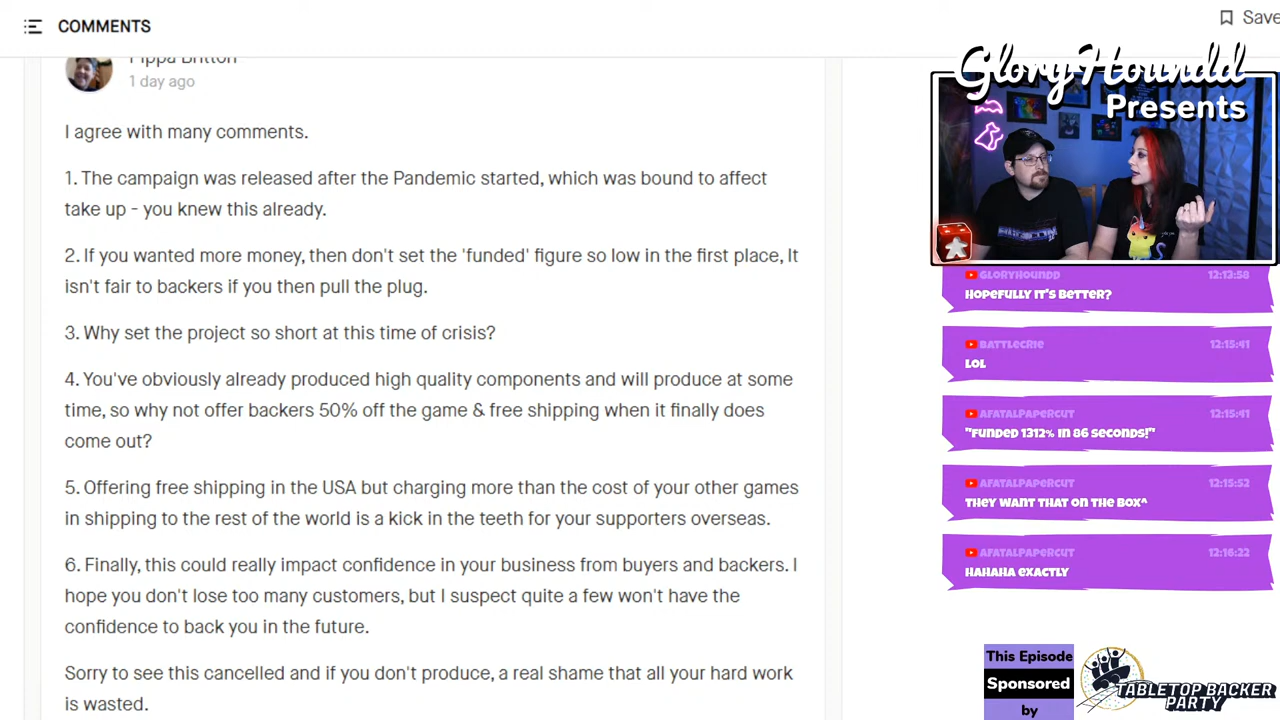 COMMENTS
Save
Pippa Britton
1 day ago
I agree with many comments.
1. The campaign was released after the Pandemic started, which was bound to affect
take up - you knew this already.
2. If you wanted more money, then don't set the 'funded' figure so low in the first place, It
isn't fair to backers if you then pull the plug.
3. Why set the project so short at this time of crisis?
4. You've obviously already produced high quality components and will produce at some
time, so why not offer backers 50% off the game & free shipping when it finally does
come out?
5. Offering free shipping in the USA but charging more than the cost of your other games
in shipping to the rest of the world is a kick in the teeth for your supporters overseas.
6. Finally, this could really impact confidence in your business from buyers and backers. I
hope you don't lose too many customers, but I suspect quite a few won't have the
confidence to back you in the future.
Sorry to see this cancelled and if you don't produce, a real shame that all your hard work
is wasted.
GloryHoundd
Presents
GLORYHOUNDD 12:13:58
HOPEFULLY IT'S BETTER?
BATTLECRIE 12:15:41
LOL
AFATALPAPERCUT 12:15:41
"FUNDED 1312% IN 86 SECONDS!"
AFATALPAPERCUT 12:15:52
THEY WANT THAT ON THE BOX^
AFATALPAPERCUT 12:16:22
HAHAHA EXACTLY
This Episode
Sponsored
by
TABLETOP BACKER
PARTY